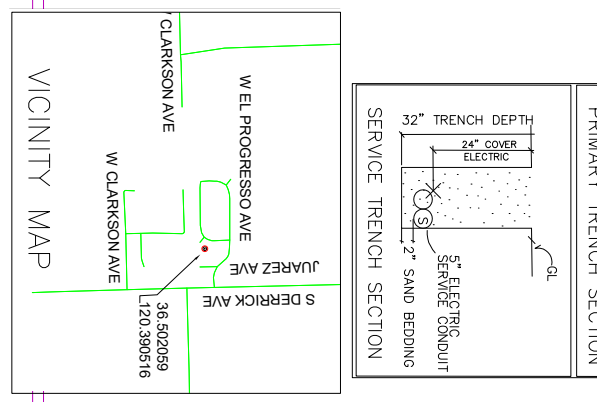 W CLARKSON AVE
W EL PROGRESSO AVE
W CLARKSON AVE
JUAREZ AVE
S DERRICK AVE
36.502059
L120.390516
VICINITY MAP
PRIMARY TRENCH SECTION
GL
32” TRENCH DEPTH
24” COVER
ELECTRIC
S
5” ELECTRIC
SERVICE CONDUIT
2” SAND BEDDING
SERVICE TRENCH SECTION